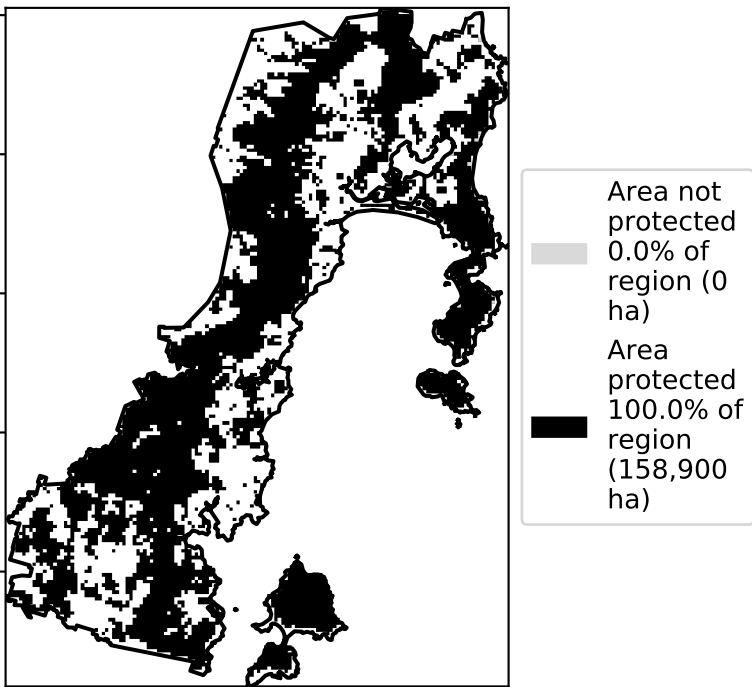 Area not
protected
0.0% of
region (0
ha)
Area
protected
100.0% of
region
(158,900
ha)